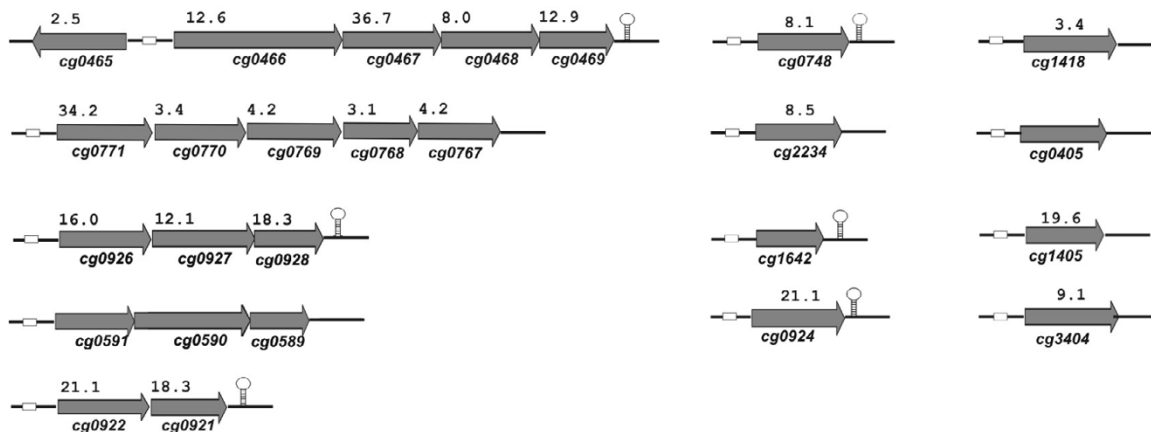 2.5 12.6 36.7 8.0 12.9 8.1 3.4
cg0465 cg0466 cg0467 cg0468 cg0469 cg0748 cg1418
34.2 3.4 4.2 3.1 4.2 8.5
cg0771 cg0770 cg0769 cg0768 cg0767 cg2234 cg0405
16.0 12.1 18.3 19.6
cg0926 cg0927 cg0928 cg1642 cg1405
21.1 9.1
cg0591 cg0590 cg0589 cg0924 cg3404
21.1 18.3
cg0922 cg0921